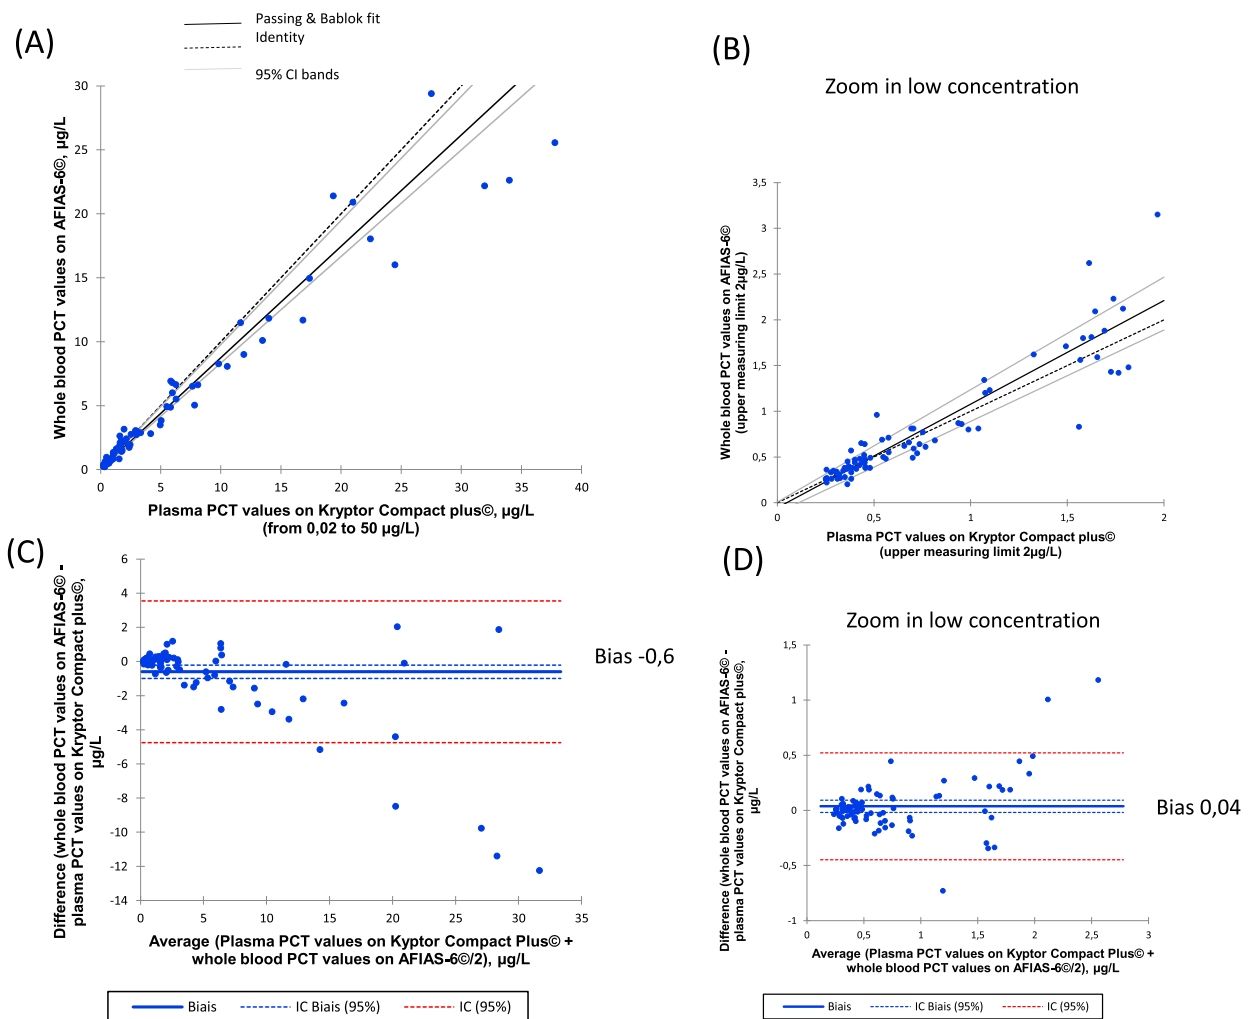 (A)
Passing & Bablok fit
Identity
95% CI bands
Whole blood PCT values on AFIAS-6©, µg/L
30
25
20
15
10
5
0
0 5 10 15 20 25 30 35 40
Plasma PCT values on Kryptor Compact plus©, µg/L
(from 0,02 to 50 µg/L)
(B)
Zoom in low concentration
Whole blood PCT values on AFIAS-6©
(upper measuring limit 2µg/L)
3,5
3
2,5
2
1,5
1
0,5
0
0 0,5 1 1,5 2
Plasma PCT values on Kryptor Compact plus©
(upper measuring limit 2µg/L)
(C)
Difference (whole blood PCT values on AFIAS-6© -
plasma PCT values on Kryptor Compact plus©,
µg/L
6
4
2
0
-2
-4
-6
-8
-10
-12
-14
0 5 10 15 20 25 30 35
Bias -0,6
Average (Plasma PCT values on Kyptor Compact Plus© +
whole blood PCT values on AFIAS-6©/2), µg/L
Biais IC Biais (95%) IC (95%)
(D)
Zoom in low concentration
Difference (whole blood PCT values on AFIAS-6© -
plasma PCT values on Kryptor Compact plus©,
µg/L
1,5
1
0,5
0
-0,5
-1
0 0,5 1 1,5 2 2,5 3
Bias 0,04
Average (Plasma PCT values on Kryptor Compact Plus© +
whole blood PCT values on AFIAS-6©/2), µg/L
Biais IC Biais (95%) IC (95%)